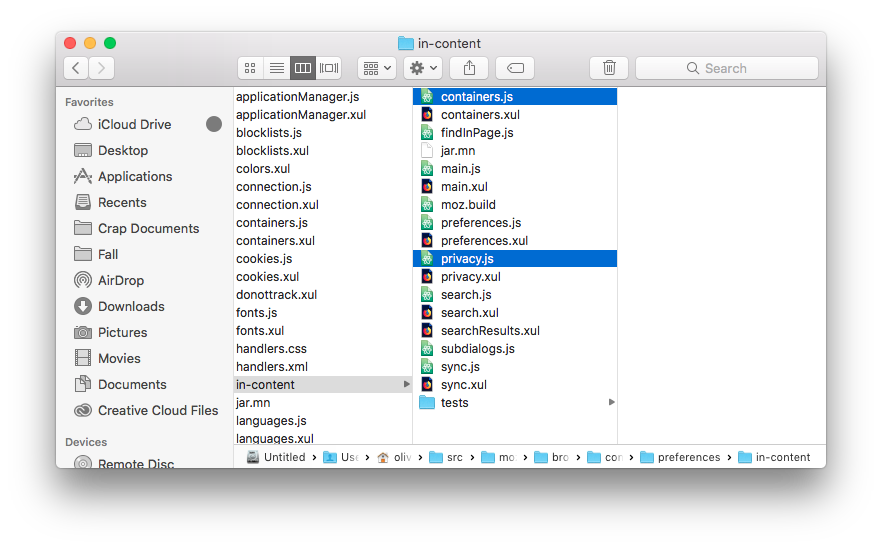 in-content
Search
Favorites
iCloud Drive
Desktop
Applications
Recents
Crap Documents
Fall
AirDrop
Downloads
Pictures
Movies
Documents
Creative Cloud Files
Devices
Remote Disc
applicationManager.js
applicationManager.xul
blocklists.js
blocklists.xul
colors.xul
connection.js
connection.xul
containers.js
containers.xul
cookies.js
cookies.xul
donottrack.xul
fonts.js
fonts.xul
handlers.css
handlers.xml
in-content
jar.mn
languages.js
languages.xul
containers.js
containers.xul
findInPage.js
jar.mn
main.js
main.xul
moz.build
preferences.js
preferences.xul
privacy.js
privacy.xul
search.js
search.xul
searchResults.xul
subdialogs.js
sync.js
sync.xul
tests
Untitled › Use › oliv › src › mo › bro › con › preferences › in-content